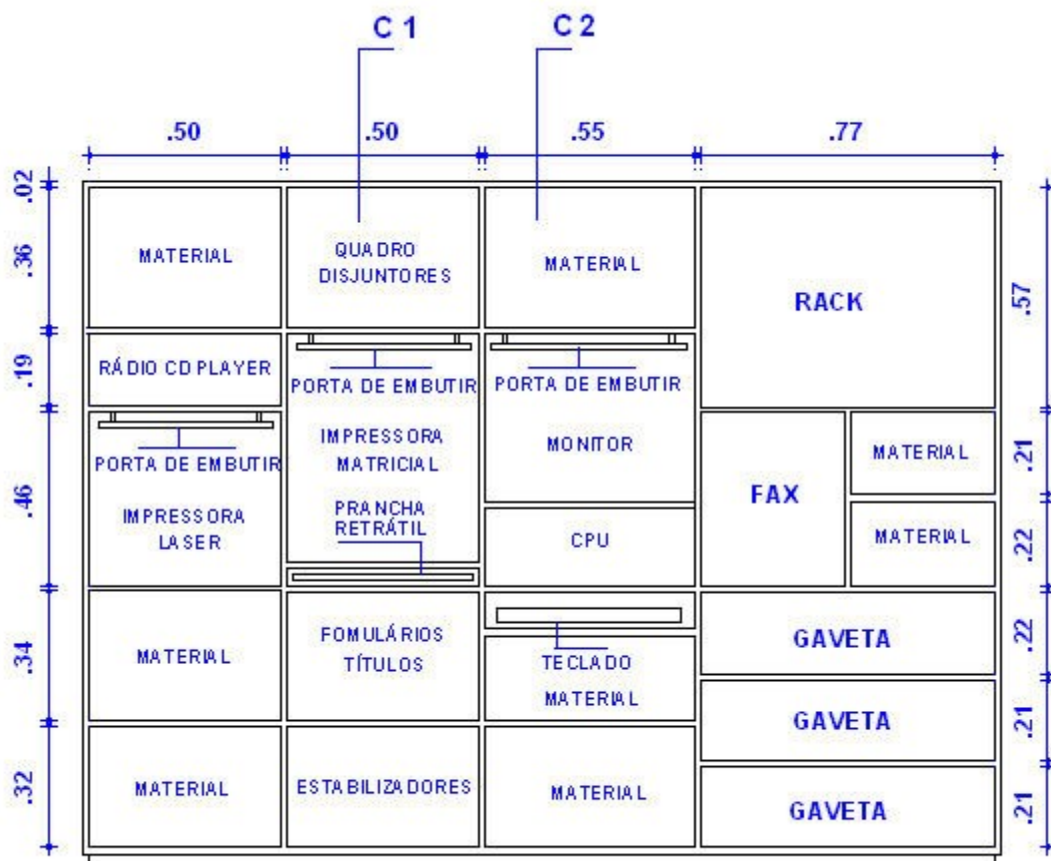 C 1
C 2
.50
.50
.55
.77
.02
.36
.19
.46
.34
.32
MATERIAL
RÁDIO CD PLAYER
PORTA DE EMBUTIR
IMPRESSORA
LASER
MATERIAL
MATERIAL
QUADRO
DISJUNTORES
PORTA DE EMBUTIR
IMPRESSORA
MATRICIAL
PRANCHA
RETRÁTIL
FOMULÁRIOS
TÍTULOS
ESTABILIZADORES
MATERIAL
PORTA DE EMBUTIR
MONITOR
CPU
TECLADO
MATERIAL
MATERIAL
RACK
FAX
MATERIAL
MATERIAL
GAVETA
GAVETA
GAVETA
.57
.21
.22
.22
.21
.21